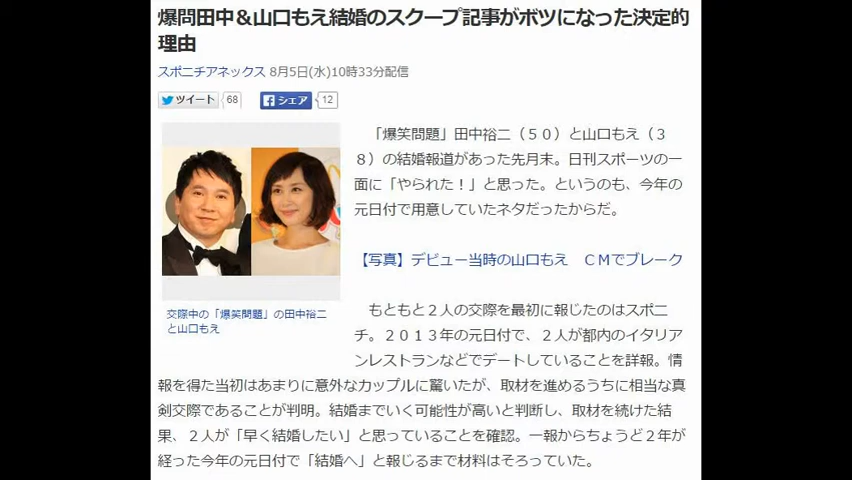 爆問田中＆山口もえ結婚のスクープ記事がボツになった決定的
理由
スポニチアネックス 8月5日(水)10時33分配信
ツイート 68 シェア 12
「爆笑問題」田中裕二（５０）と山口もえ（３
８）の結婚報道があった先月末。日刊スポーツの一
面に「やられた！」と思った。というのも、今年の
元日付で用意していたネタだったからだ。
【写真】デビュー当時の山口もえ　ＣＭでブレーク
交際中の「爆笑問題」の田中裕二
と山口もえ
もともと２人の交際を最初に報じたのはスポニ
チ。２０１３年の元日付で、２人が都内のイタリア
ンレストランなどでデートしていることを詳報。情
報を得た当初はあまりに意外なカップルに驚いたが、取材を進めるうちに相当な真
剣交際であることが判明。結婚までいく可能性が高いと判断し、取材を続けた結
果、２人が「早く結婚したい」と思っていることを確認。一報からちょうど２年が
経った今年の元日付で「結婚へ」と報じるまで材料はそろっていた。